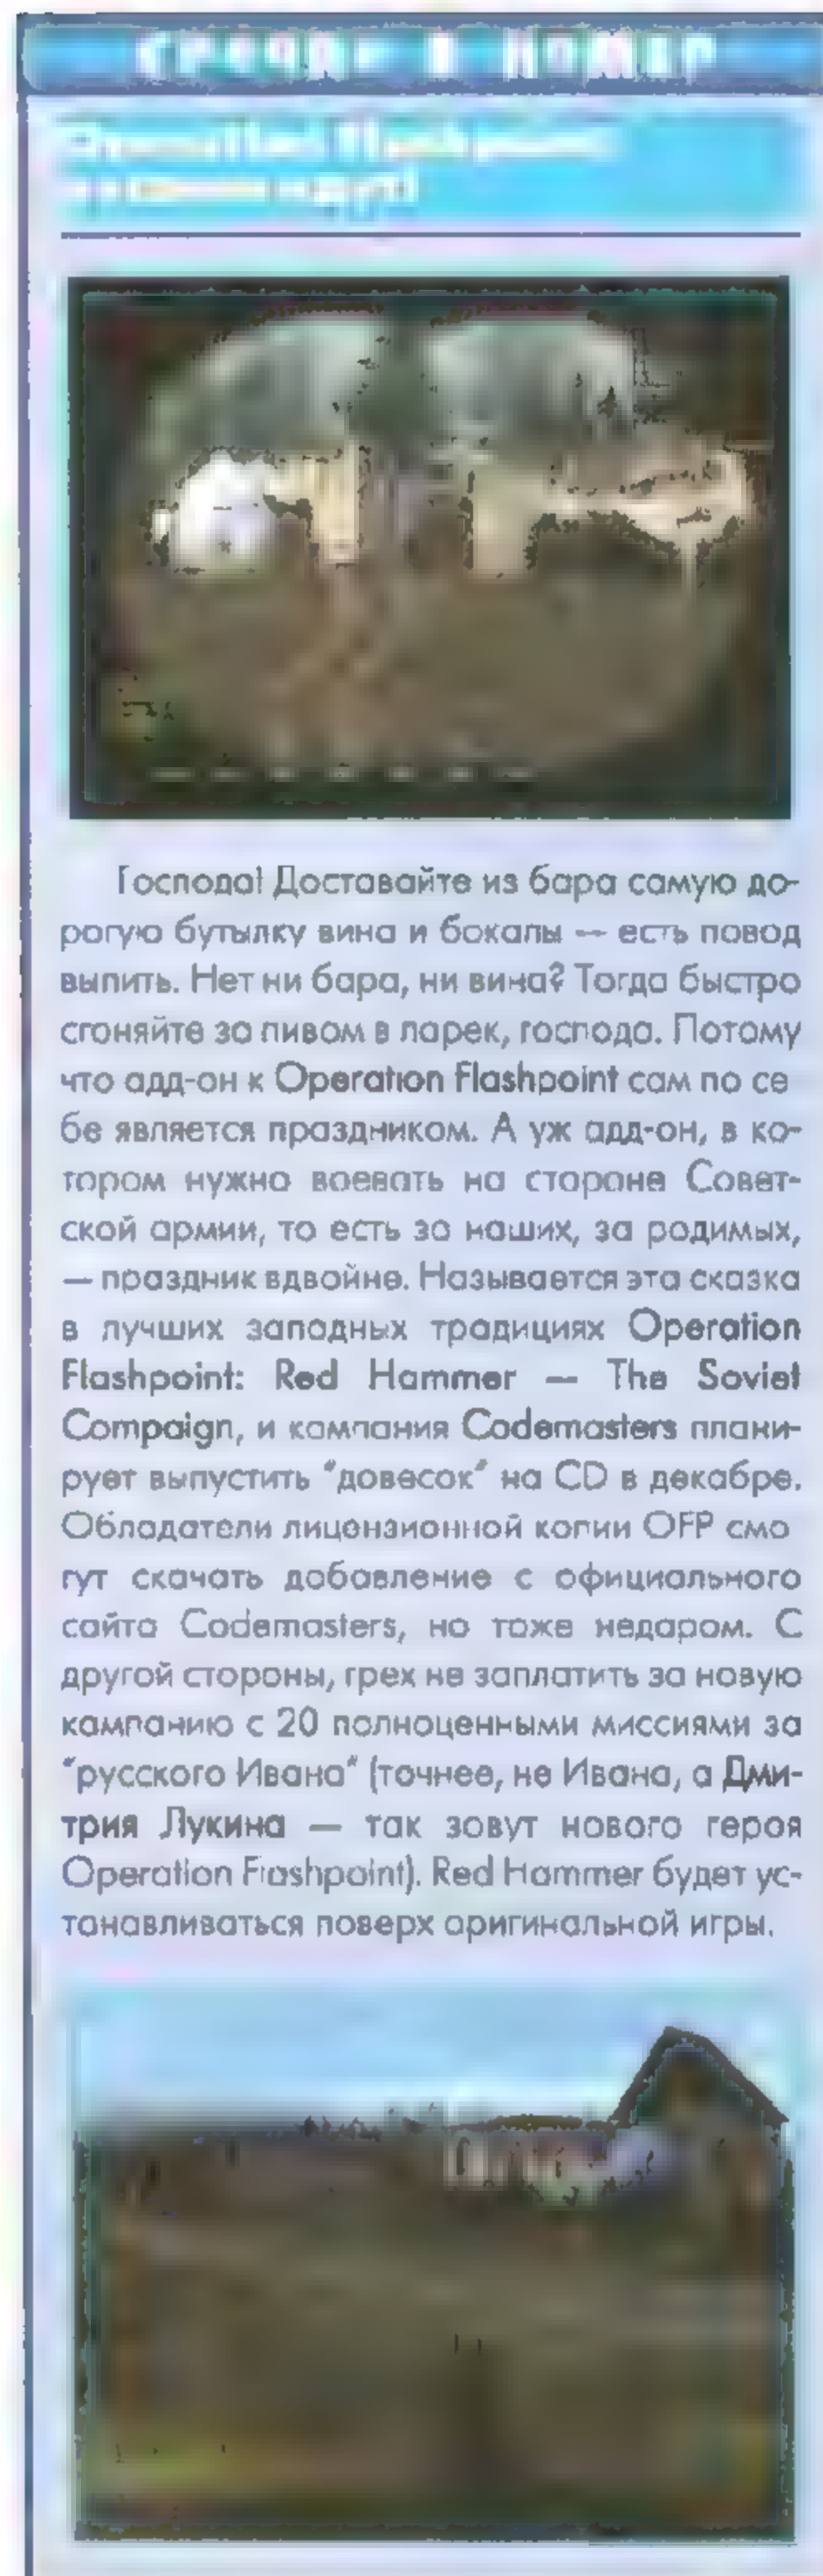 СРОЧНО В НОМЕР
Operation Flashpoint
Господа! Доставайте из бара самую до-
рогую бутылку вина и бокалы — есть повод
выпить. Нет ни бара, ни вина? Тогда быстро
сгоняйте за пивом в ларек, господа. Потому
что адд-он к Operation Flashpoint сам по се
бе является праздником. А уж адд-он, в ко-
тором нужно воевать на стороне Совет-
ской армии, то есть за наших, за родимых,
— праздник вдвойне. Называется эта сказка
в лучших западных традициях Operation
Flashpoint: Red Hammer — The Soviet
Compaign, и кампания Codemasters плани-
рует выпустить "довесок" на CD в декабре.
Обладатели лицензионной копии OFP смо
гут скачать добавление с официального
сайта Codemasters, но тоже недаром. С
другой стороны, грех не заплатить за новую
кампанию с 20 полноценными миссиями за
"русского Ивана" (точнее, не Ивана, а Дми-
трия Лукина — так зовут нового героя
Operation Flashpoint). Red Hammer будет ус-
танавливаться поверх оригинальной игры.